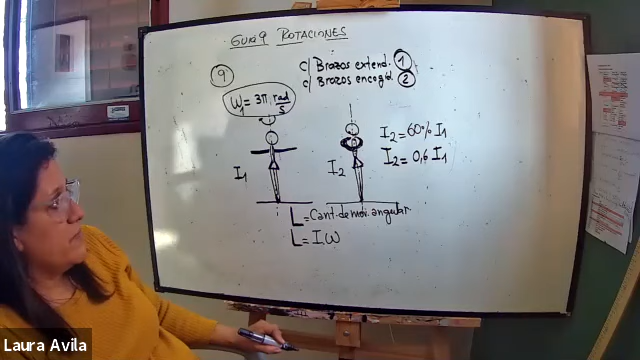 GUIA 9 ROTACIONES
9
c/ Brazos extend. 1
c/ Brazos encogid. 2
W₁ = 3π rad/s
I₂ = 60% I₁
I₂ = 0,6 I₁
I₁
I₂
L = Cant. de mov. angular
L = I.ω
Laura Avila